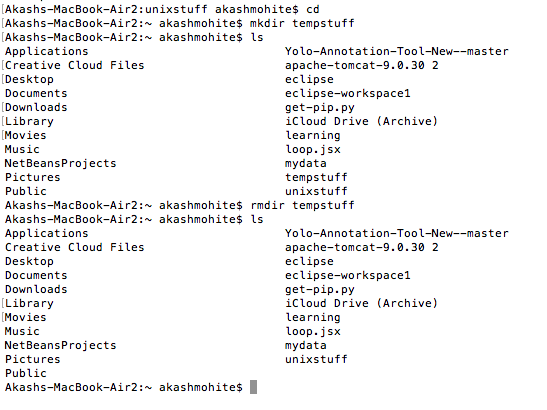 [Akashs-MacBook-Air2:unixstuff akashmohite$ cd
[Akashs-MacBook-Air2:~ akashmohite$ mkdir tempstuff
[Akashs-MacBook-Air2:~ akashmohite$ ls
Applications Yolo-Annotation-Tool-New--master
[Creative Cloud Files apache-tomcat-9.0.30 2
[Desktop eclipse
Documents eclipse-workspace1
[Downloads get-pip.py
[Library iCloud Drive (Archive)
[Movies learning
Music loop.jsx
NetBeansProjects mydata
Pictures tempstuff
Public unixstuff
[Akashs-MacBook-Air2:~ akashmohite$ rmdir tempstuff
[Akashs-MacBook-Air2:~ akashmohite$ ls
Applications Yolo-Annotation-Tool-New--master
Creative Cloud Files apache-tomcat-9.0.30 2
Desktop eclipse
Documents eclipse-workspace1
Downloads get-pip.py
[Library iCloud Drive (Archive)
[Movies learning
Music loop.jsx
NetBeansProjects mydata
Pictures unixstuff
Public
Akashs-MacBook-Air2:~ akashmohite$